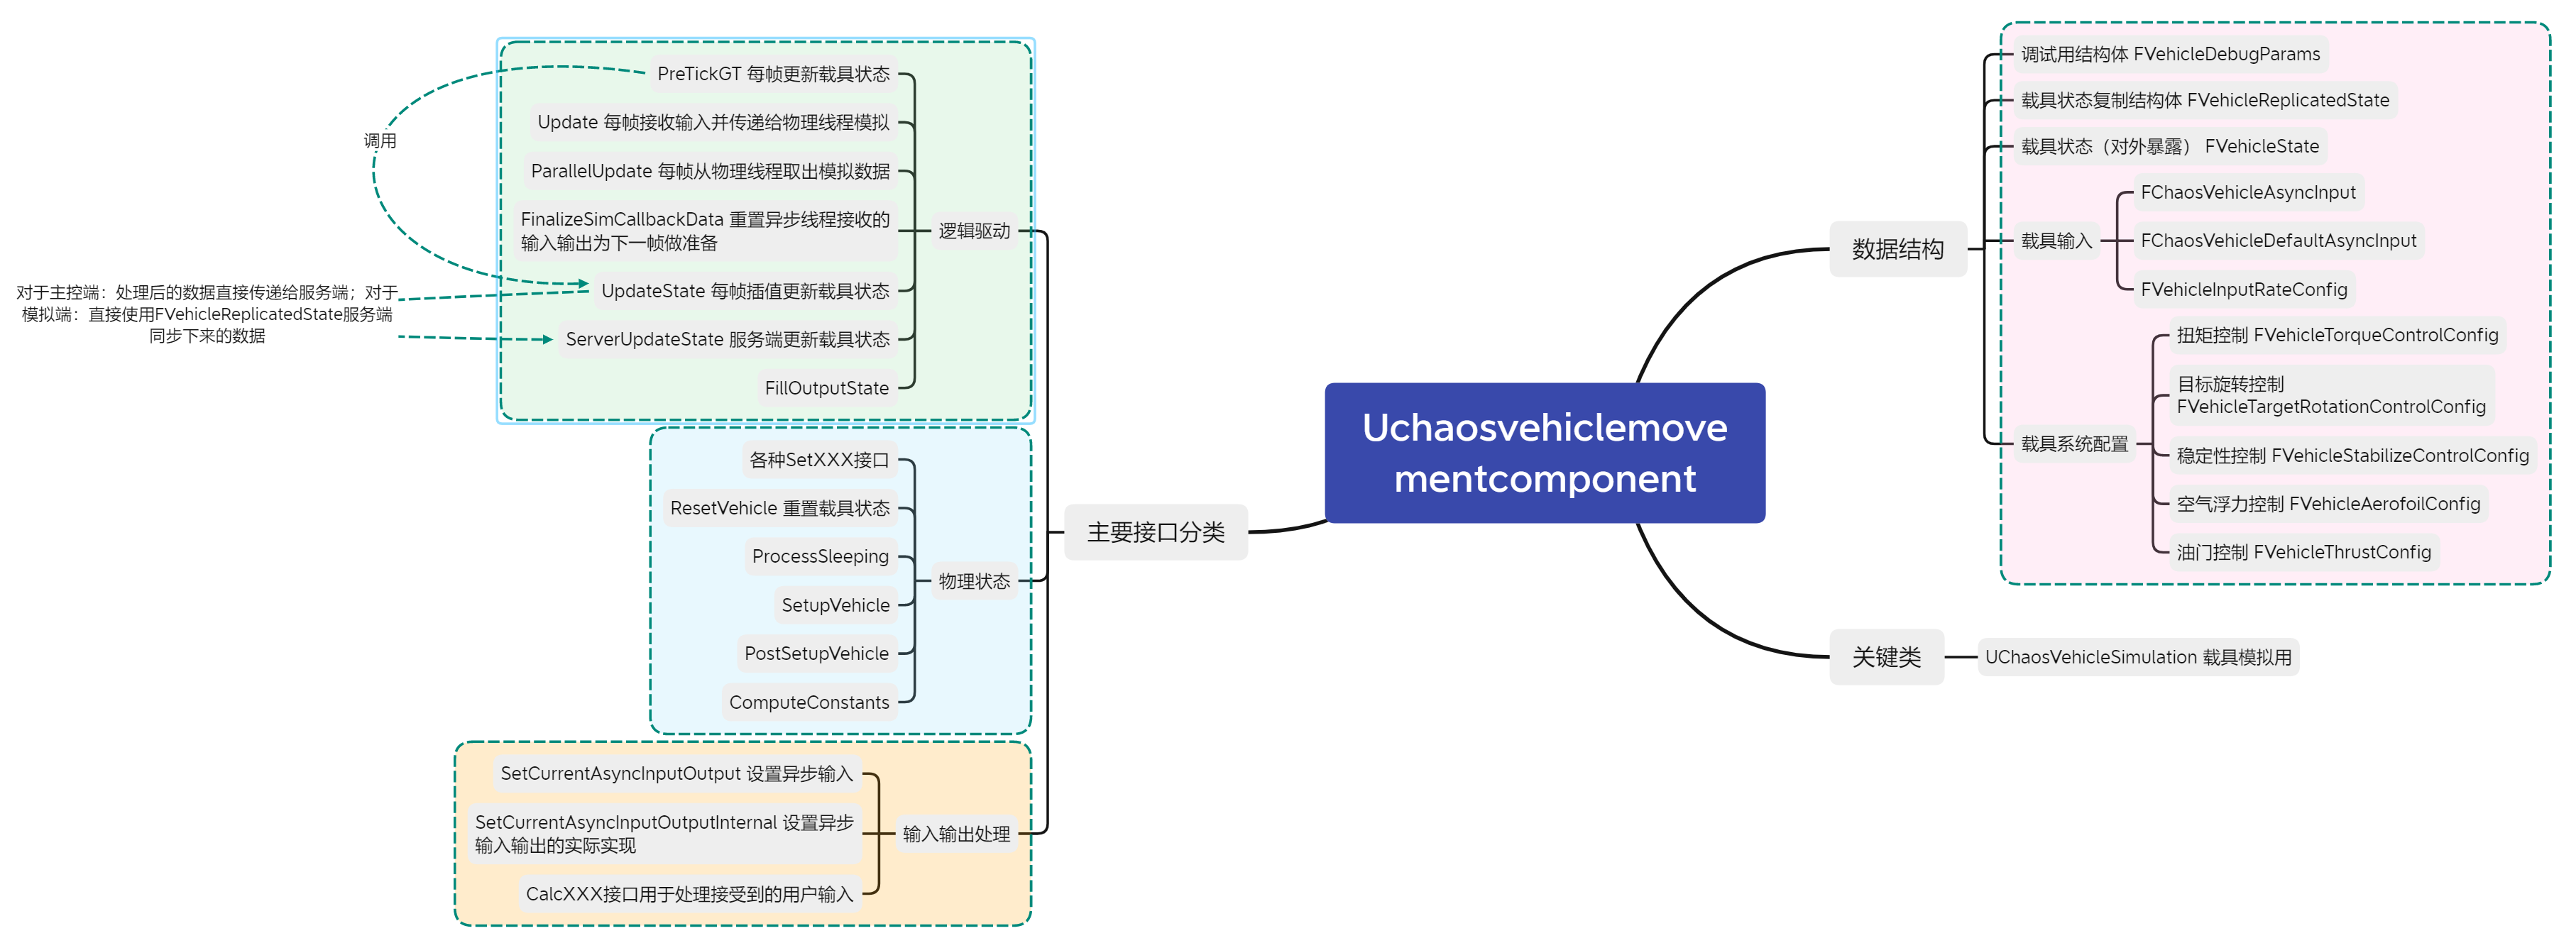 Uchaosvehiclemove
mentcomponent
数据结构
调试用结构体 FVehicleDebugParams
载具状态复制结构体 FVehicleReplicatedState
载具状态（对外暴露） FVehicleState
载具输入
FChaosVehicleAsyncInput
FChaosVehicleDefaultAsyncInput
FVehicleInputRateConfig
载具系统配置
扭矩控制 FVehicleTorqueControlConfig
目标旋转控制
FVehicleTargetRotationControlConfig
稳定性控制 FVehicleStabilizeControlConfig
空气浮力控制 FVehicleAerofoilConfig
油门控制 FVehicleThrustConfig
关键类
UChaosVehicleSimulation 载具模拟用
主要接口分类
逻辑驱动
PreTickGT 每帧更新载具状态
Update 每帧接收输入并传递给物理线程模拟
ParallelUpdate 每帧从物理线程取出模拟数据
FinalizeSimCallbackData 重置异步线程接收的
输入输出为下一帧做准备
UpdateState 每帧插值更新载具状态
ServerUpdateState 服务端更新载具状态
FillOutputState
调用
对于主控端：处理后的数据直接传递给服务端；对于
模拟端：直接使用FVehicleReplicatedState服务端
同步下来的数据
物理状态
各种SetXXX接口
ResetVehicle 重置载具状态
ProcessSleeping
SetupVehicle
PostSetupVehicle
ComputeConstants
输入输出处理
SetCurrentAsyncInputOutput 设置异步输入
SetCurrentAsyncInputOutputInternal 设置异步
输入输出的实际实现
CalcXXX接口用于处理接受到的用户输入